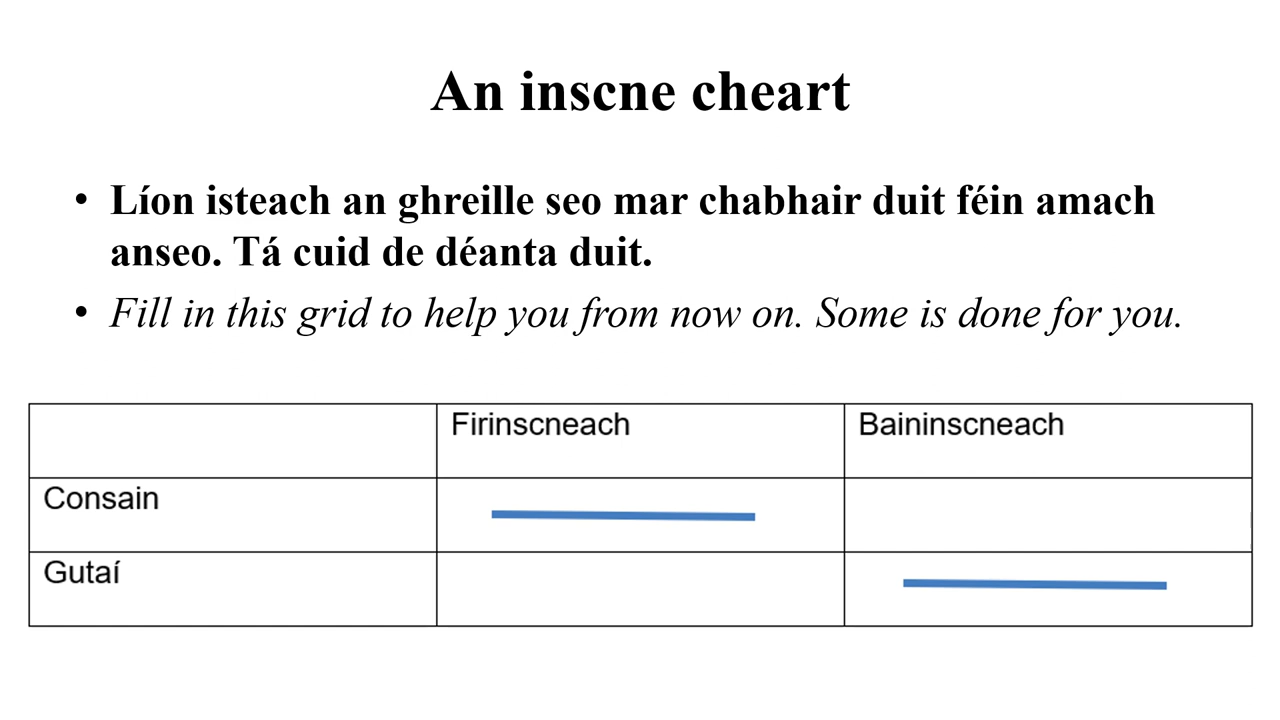 An inscne cheart
• Líon isteach an ghreille seo mar chabhair duit féin amach
anseo. Tá cuid de déanta duit.
• Fill in this grid to help you from now on. Some is done for you.
Firinscneach Baininscneach
Consain
Gutaí